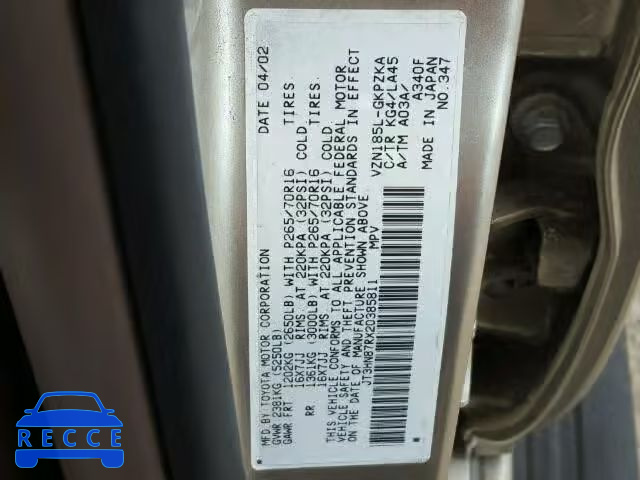 MFD.BY TOYOTA MOTOR CORPORATION DATE 04/02
GVWR 2381KG(5250LB)
GAWR FRT 1202KG (2650LB) WITH P265/70R16 TIRES.
16X7JJ RIMS. AT 220KPA (32PSI) COLD
RR 1361KG (3000LB) WITH P265/70R16 TIRES.
16X7JJ RIMS. AT 220KPA (32PSI) COLD
THIS VEHICLE CONFORMS TO ALL APPLICABLE FEDERAL MOTOR
VEHICLE SAFETY AND THEFT PREVENTION STANDARDS IN EFFECT
ON THE DATE OF MANUFACTURE SHOWN ABOVE.
JT3HN87RX20385811 MPV
VZN185L-GKPZKA
C/TR KG4/LA45
A/TM A03A/ A340F
MADE IN JAPAN
NO.347
RECCE